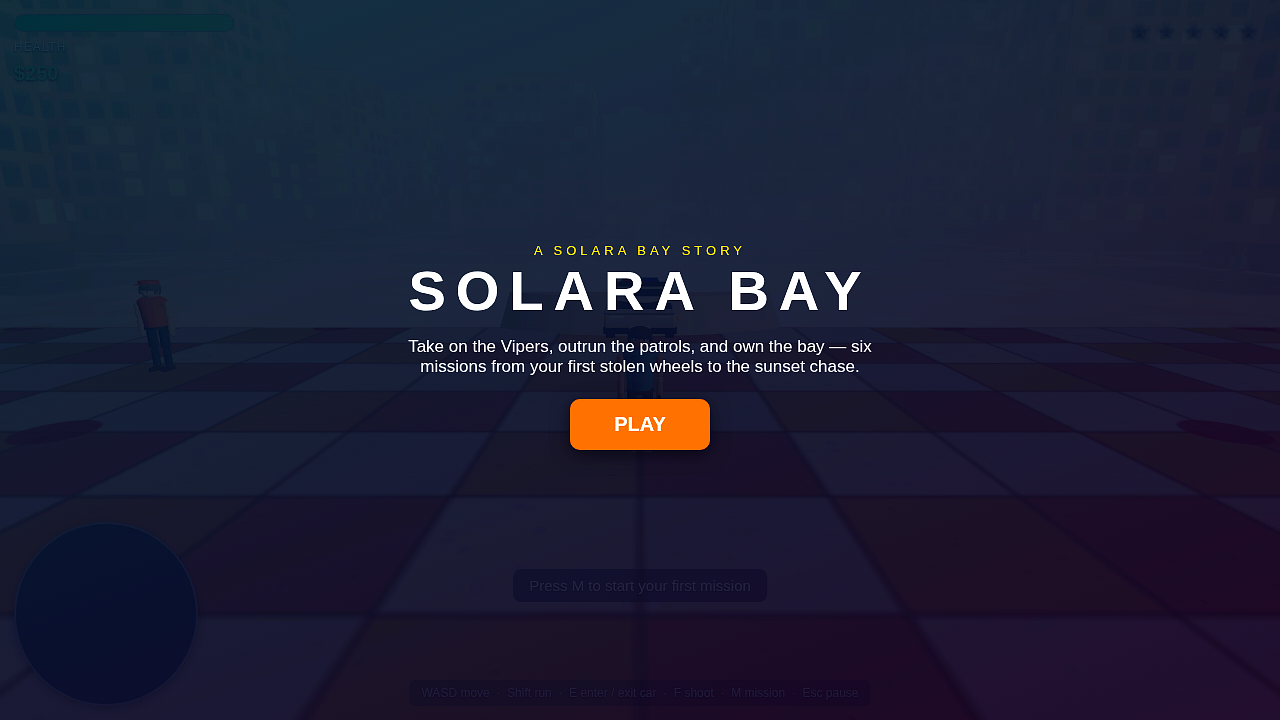 HEALTH
$250
A SOLARA BAY STORY
SOLARA BAY
Take on the Vipers, outrun the patrols, and own the bay — six
missions from your first stolen wheels to the sunset chase.
PLAY
Press M to start your first mission
WASD move · Shift run · E enter / exit car · F shoot · M mission · Esc pause